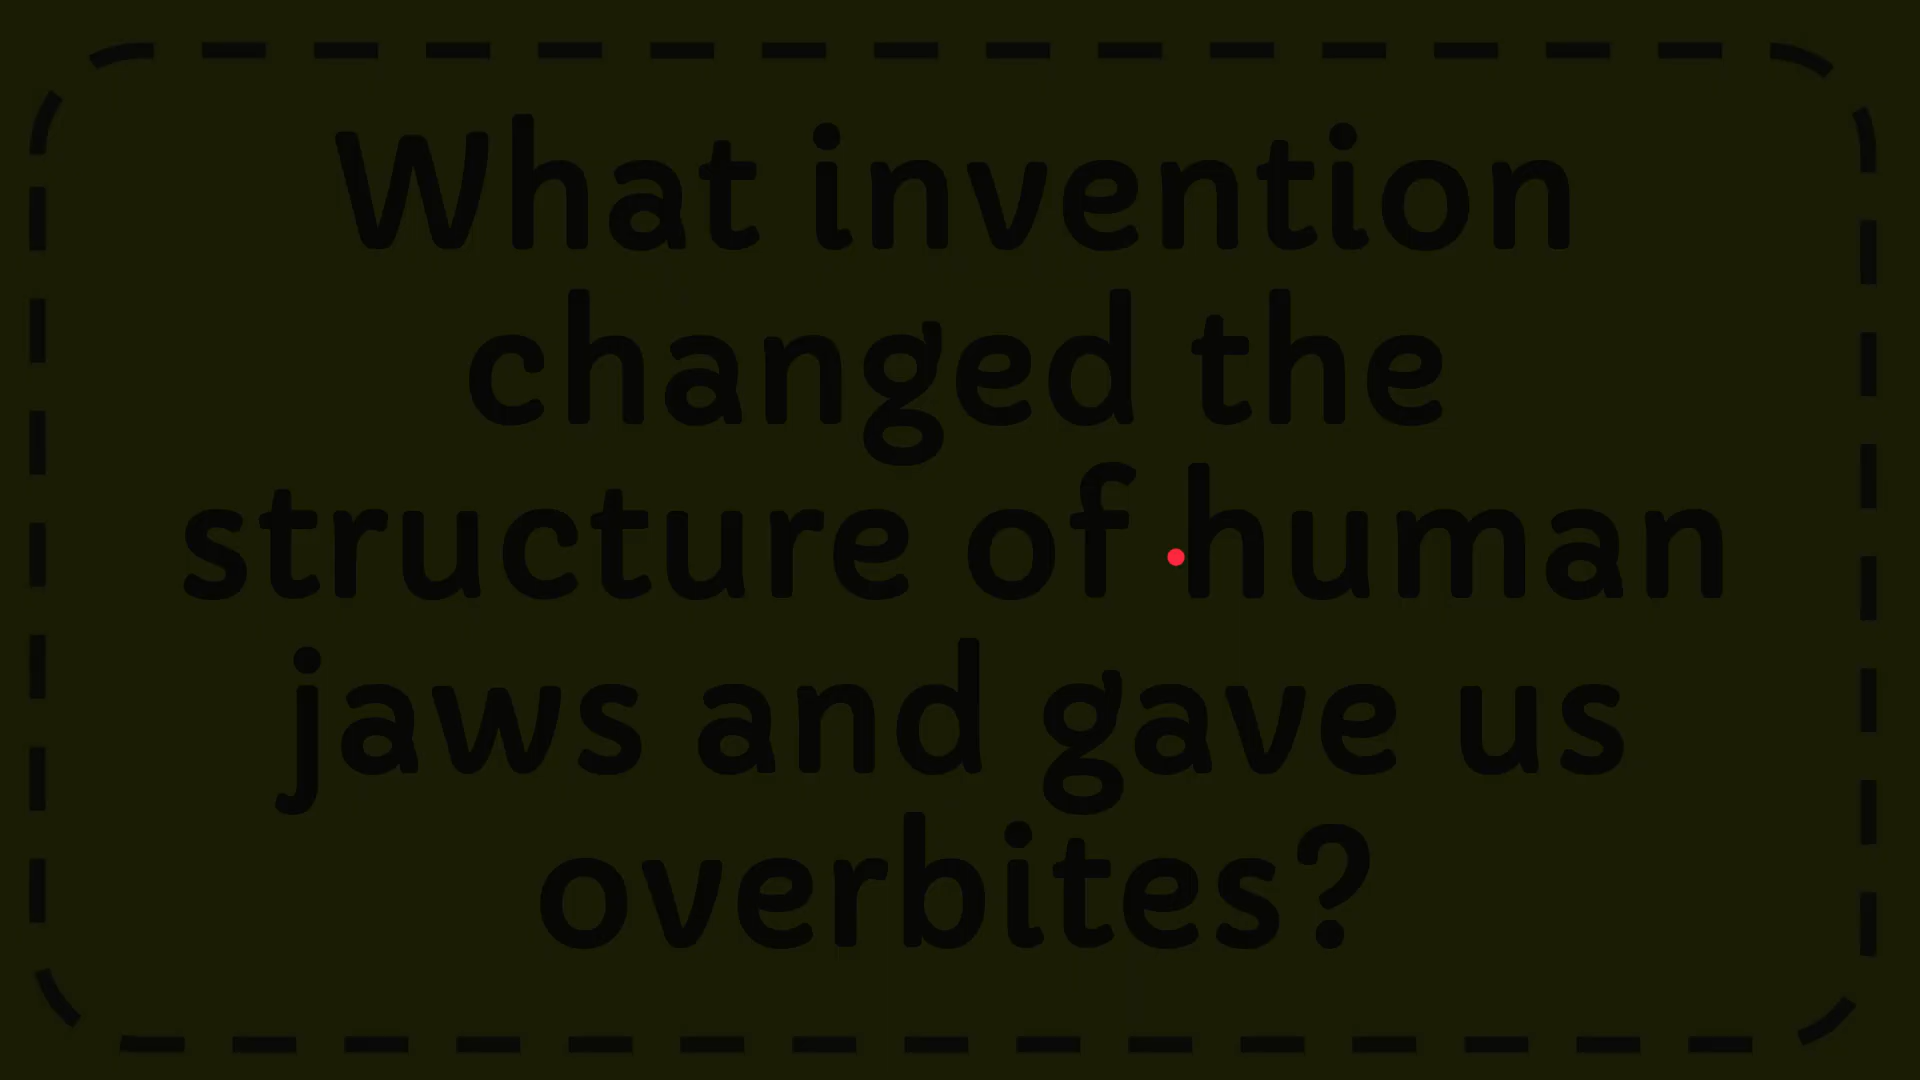 What invention
changed the
structure of human
jaws and gave us
overbites?